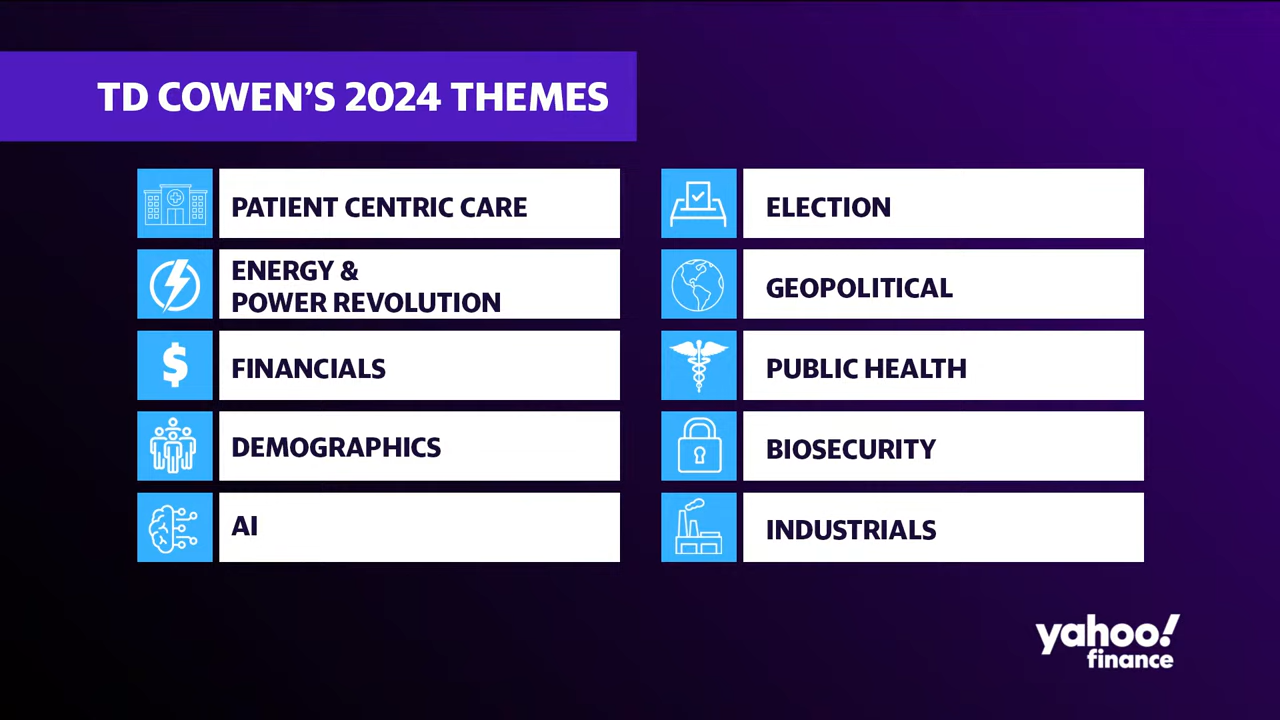 TD COWEN'S 2024 THEMES
PATIENT CENTRIC CARE
ENERGY &
POWER REVOLUTION
FINANCIALS
DEMOGRAPHICS
AI
ELECTION
GEOPOLITICAL
PUBLIC HEALTH
BIOSECURITY
INDUSTRIALS
yahoo!
finance